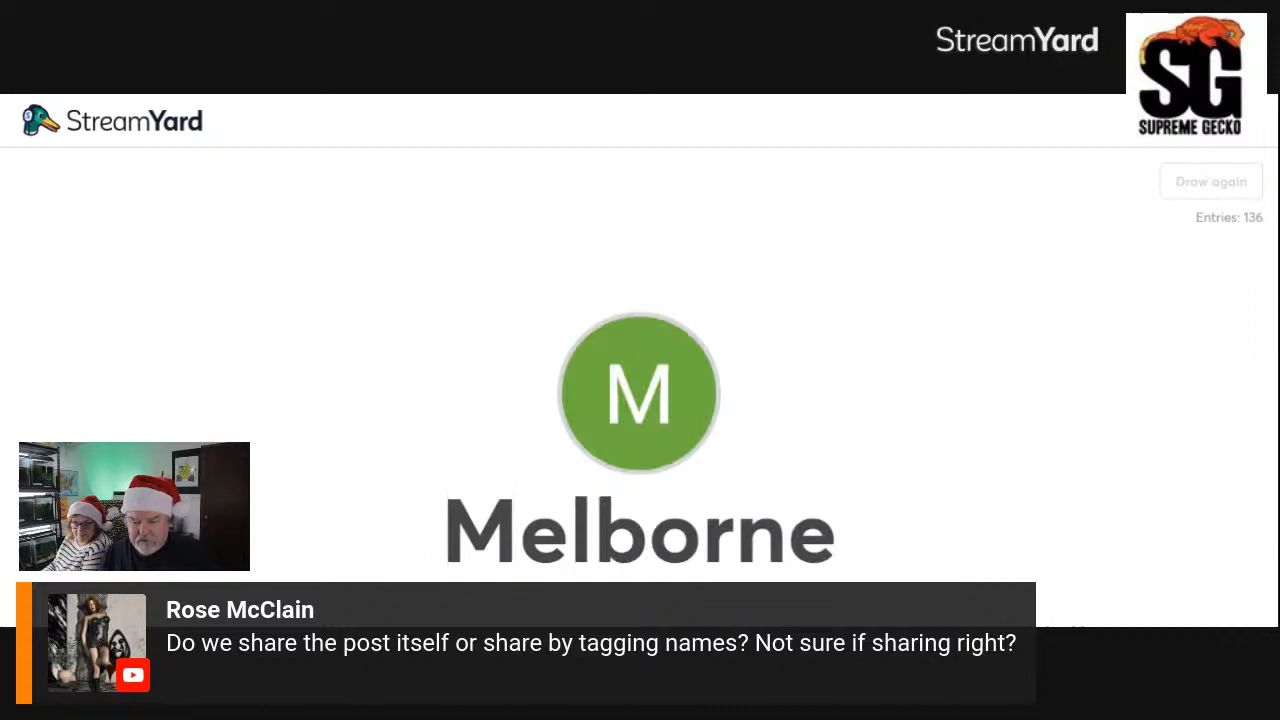 StreamYard
SG
SUPREME GECKO
StreamYard
Draw again
Entries: 136
M
Melborne
Rose McClain
Do we share the post itself or share by tagging names? Not sure if sharing right?